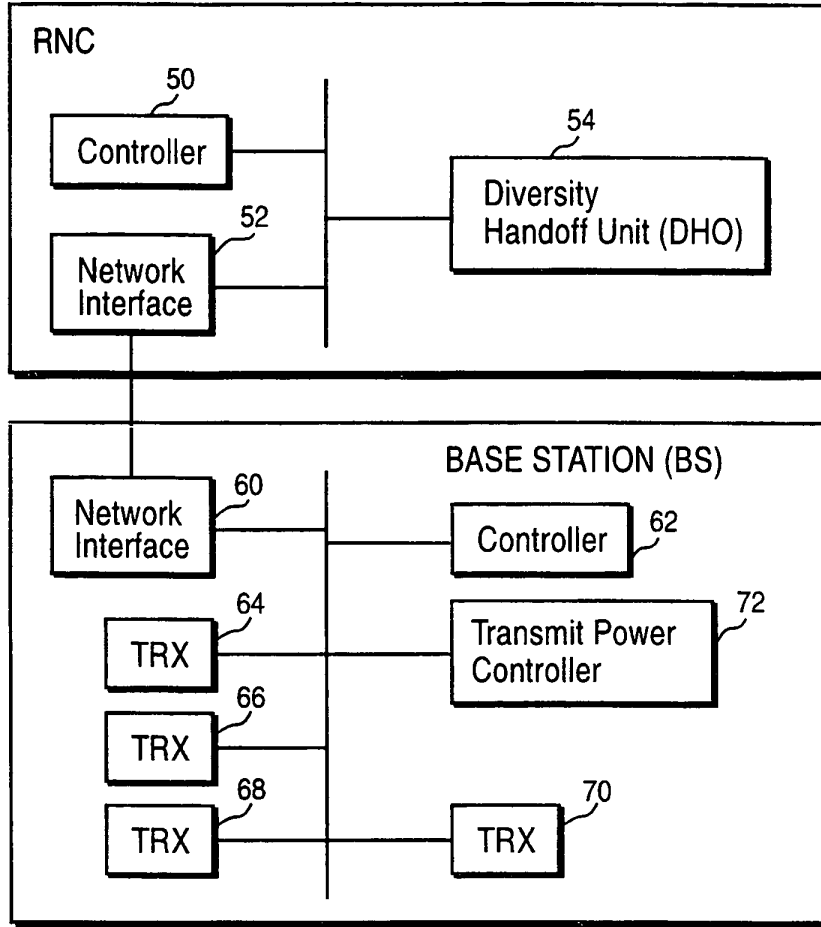 RNC
50
Controller
54
Diversity
Handoff Unit (DHO)
52
Network
Interface
BASE STATION (BS)
60
Network
Interface
Controller
62
64
TRX
72
Transmit Power
Controller
66
TRX
68
TRX
70
TRX